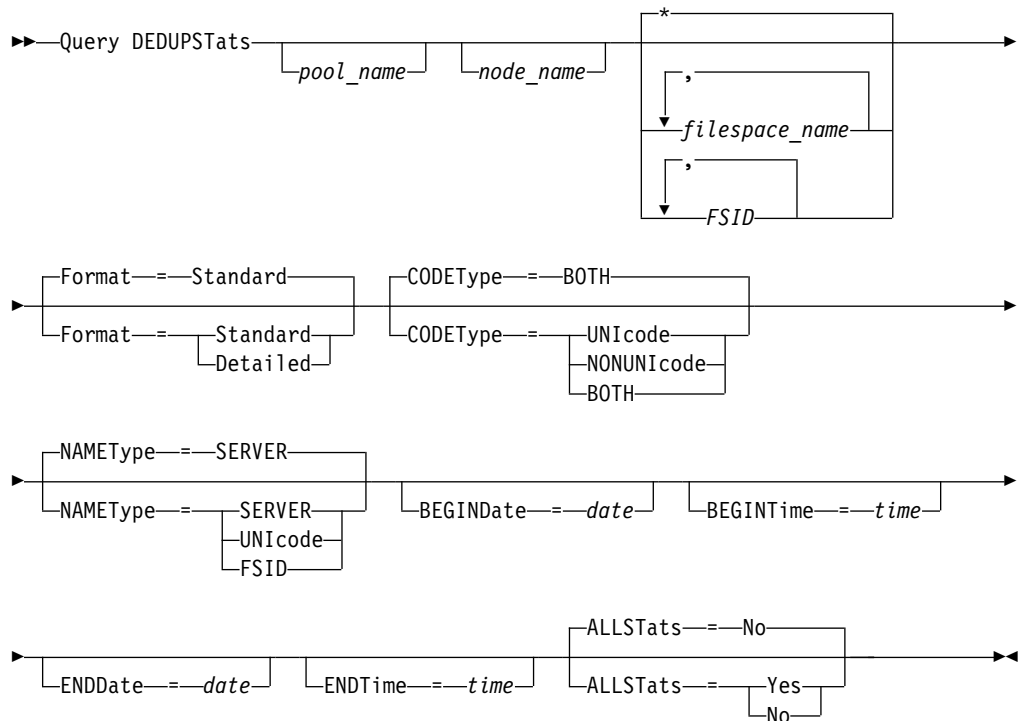 *
Query DEDUPSTats
pool_name
node_name
,
filespace_name
,
FSID
Format = Standard
CODEType = BOTH
Format = Standard
Detailed
CODEType = UNIcode
NONUNIcode
BOTH
NAMEType = SERVER
NAMEType = SERVER
UNIcode
FSID
BEGINDate = date
BEGINTime = time
ALLSTats = No
ENDDate = date
ENDTime = time
ALLSTats = Yes
No